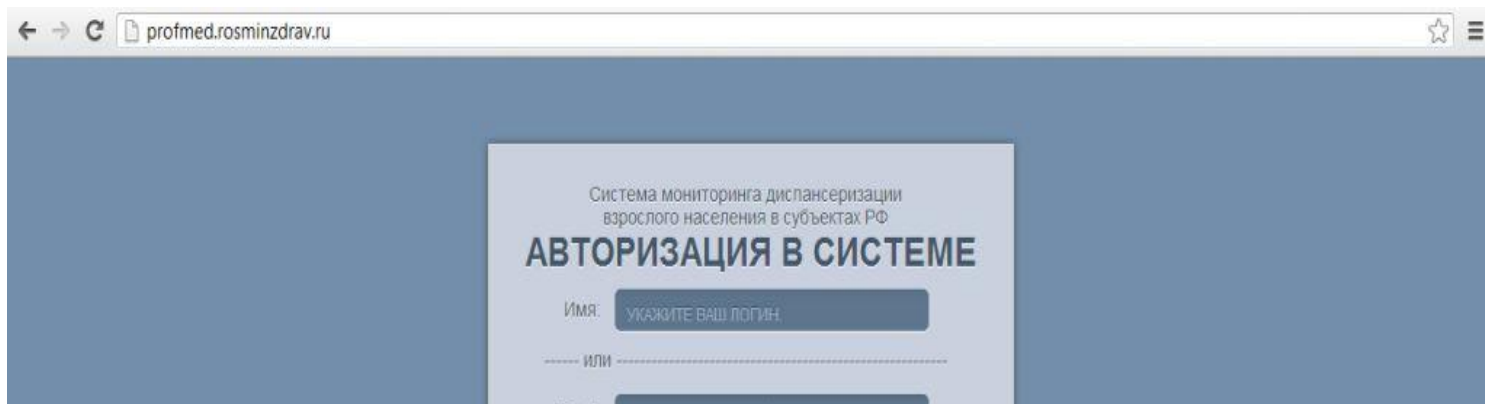 profmed.rosminzdrav.ru
Система мониторинга диспансеризации
взрослого населения в субъектах РФ
АВТОРИЗАЦИЯ В СИСТЕМЕ
Имя: УКАЖИТЕ ВАШ ЛОГИН.
------ или ------------------------------------------------